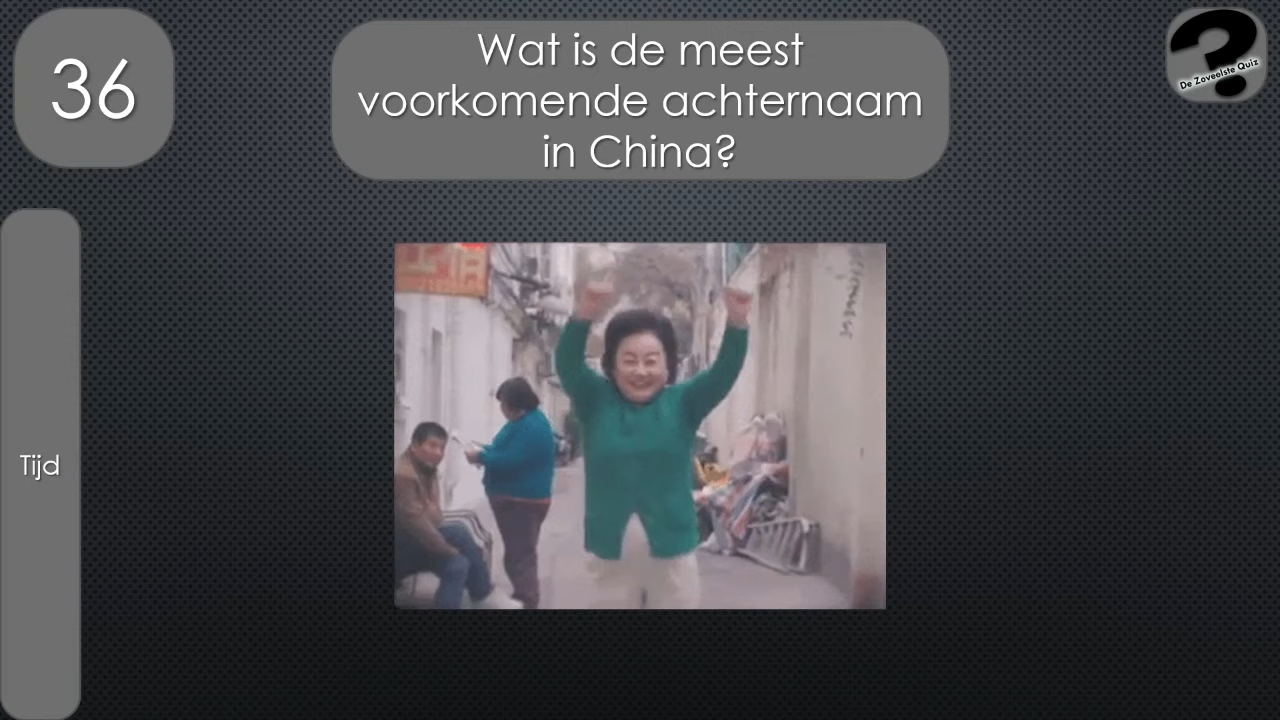 36
Wat is de meest
voorkomende achternaam
in China?
De Zoveelste Quiz
Tijd